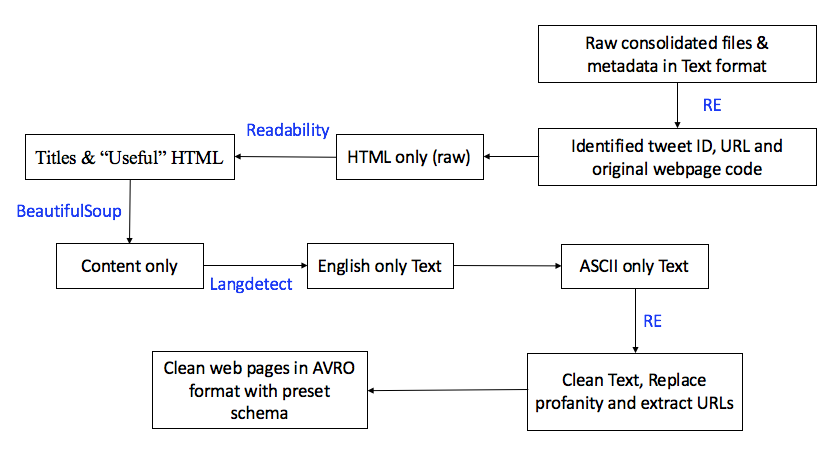 Raw consolidated files &
metadata in Text format
RE
Identified tweet ID, URL and
original webpage code
HTML only (raw)
Readability
Titles & “Useful” HTML
BeautifulSoup
Content only
Langdetect
English only Text
ASCII only Text
RE
Clean Text, Replace
profanity and extract URLs
Clean web pages in AVRO
format with preset
schema